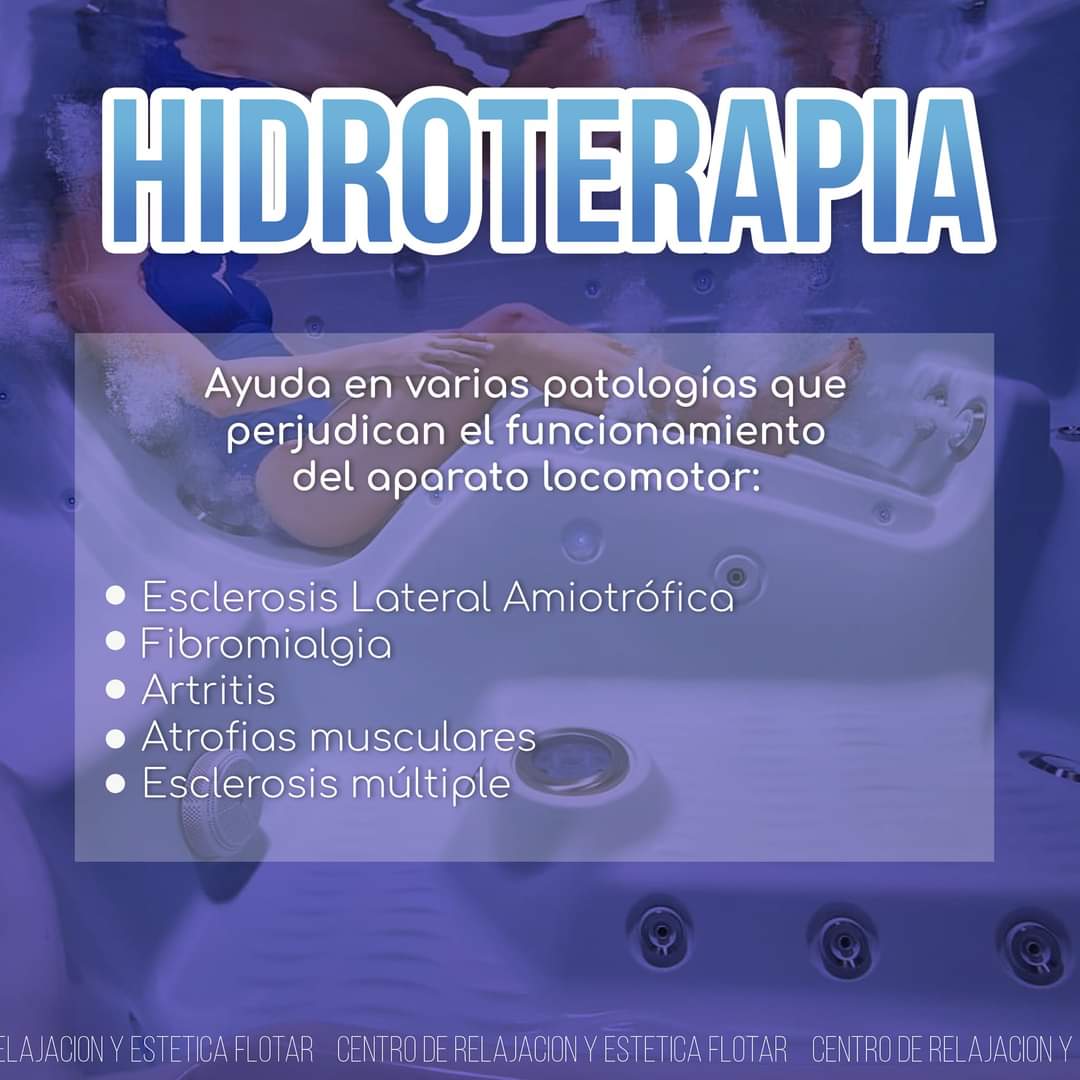 HIDROTERAPIA
Ayuda en varias patologías que
perjudican el funcionamiento
del aparato locomotor:
• Esclerosis Lateral Amiotrófica
• Fibromialgia
• Artritis
• Atrofias musculares
• Esclerosis múltiple
ELAJACION Y ESTETICA FLOTAR CENTRO DE RELAJACION Y ESTETICA FLOTAR CENTRO DE RELAJACION Y